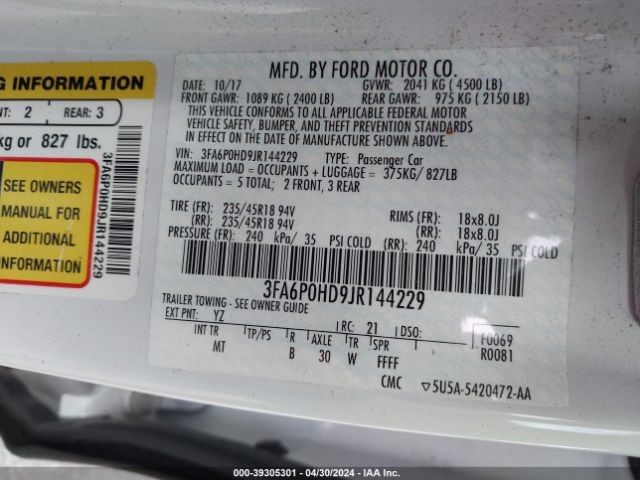 G INFORMATION
NT: 2 REAR: 3
kg or 827 lbs.
SEE OWNERS
MANUAL FOR
ADDITIONAL
INFORMATION
3FA6P0HD9JR144229
MFD. BY FORD MOTOR CO.
DATE: 10/17 GVWR: 2041 KG ( 4500 LB)
FRONT GAWR: 1089 KG ( 2400 LB) REAR GAWR: 975 KG ( 2150 LB)
THIS VEHICLE CONFORMS TO ALL APPLICABLE FEDERAL MOTOR
VEHICLE SAFETY, BUMPER, AND THEFT PREVENTION STANDARDS
IN EFFECT ON THE DATE OF MANUFACTURE SHOWN ABOVE.
VIN: 3FA6P0HD9JR144229 TYPE: Passenger Car
MAXIMUM LOAD = OCCUPANTS + LUGGAGE = 375KG/ 827LB
OCCUPANTS = 5 TOTAL; 2 FRONT, 3 REAR
TIRE (FR): 235/45R18 94V RIMS (FR): 18x8.0J
(RR): 235/45R18 94V (RR): 18x8.0J
PRESSURE (FR): 240 kPa/ 35 PSI COLD (RR): 240 kPa/ 35 PSI COLD
3FA6P0HD9JR144229
TRAILER TOWING - SEE OWNER GUIDE
EXT PNT: YZ RC: 21 DSO: F0069
INT TR TP/PS R AXLE TR SPR R0081
MT B 30 W FFFF
CMC ▽5U5A-5420472-AA
000-39305301 - 04/30/2024 - IAA Inc.